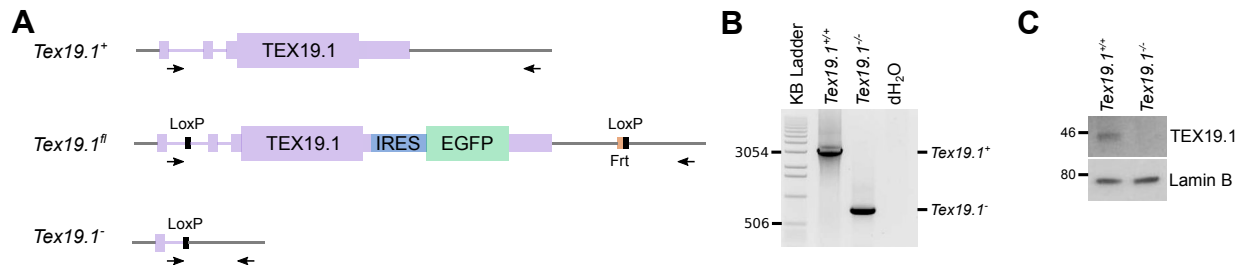 A
Tex19.1+
TEX19.1
Tex19.1fl
LoxP
TEX19.1
IRES
EGFP
LoxP
Frt
Tex19.1-
LoxP
B
KB Ladder
Tex19.1+/+
Tex19.1-/-
dH2O
3054
506
Tex19.1+
Tex19.1-
C
Tex19.1+/+
Tex19.1-/-
46
TEX19.1
80
Lamin B